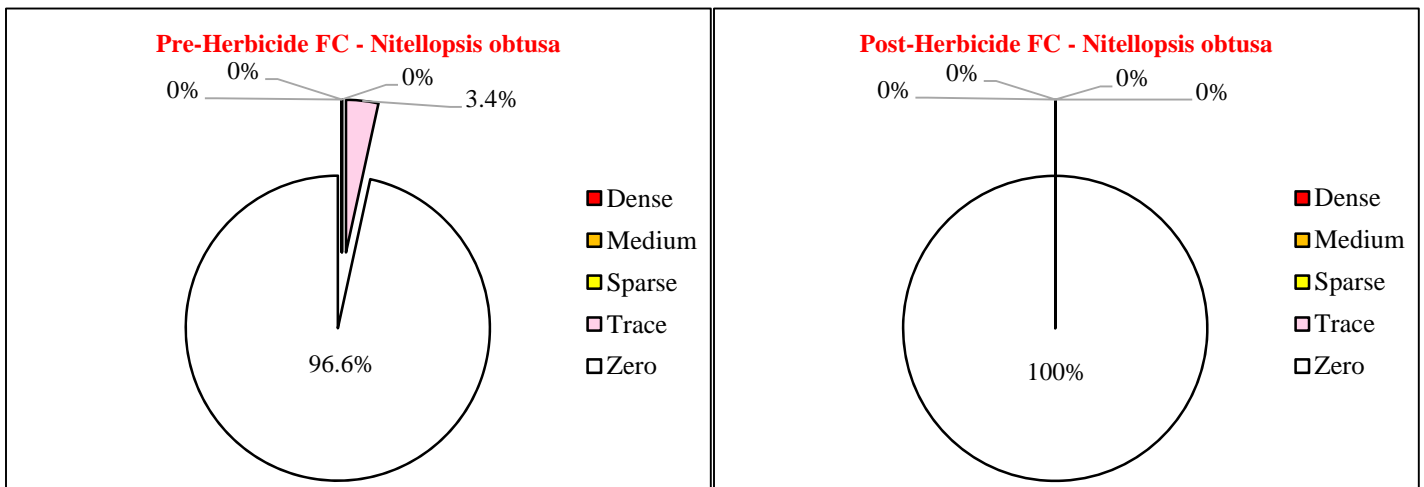 Pre-Herbicide FC - Nitellopsis obtusa
0%
0%
0%
3.4%
96.6%
Dense
Medium
Sparse
Trace
Zero
Post-Herbicide FC - Nitellopsis obtusa
0%
0%
0%
0%
100%
Dense
Medium
Sparse
Trace
Zero